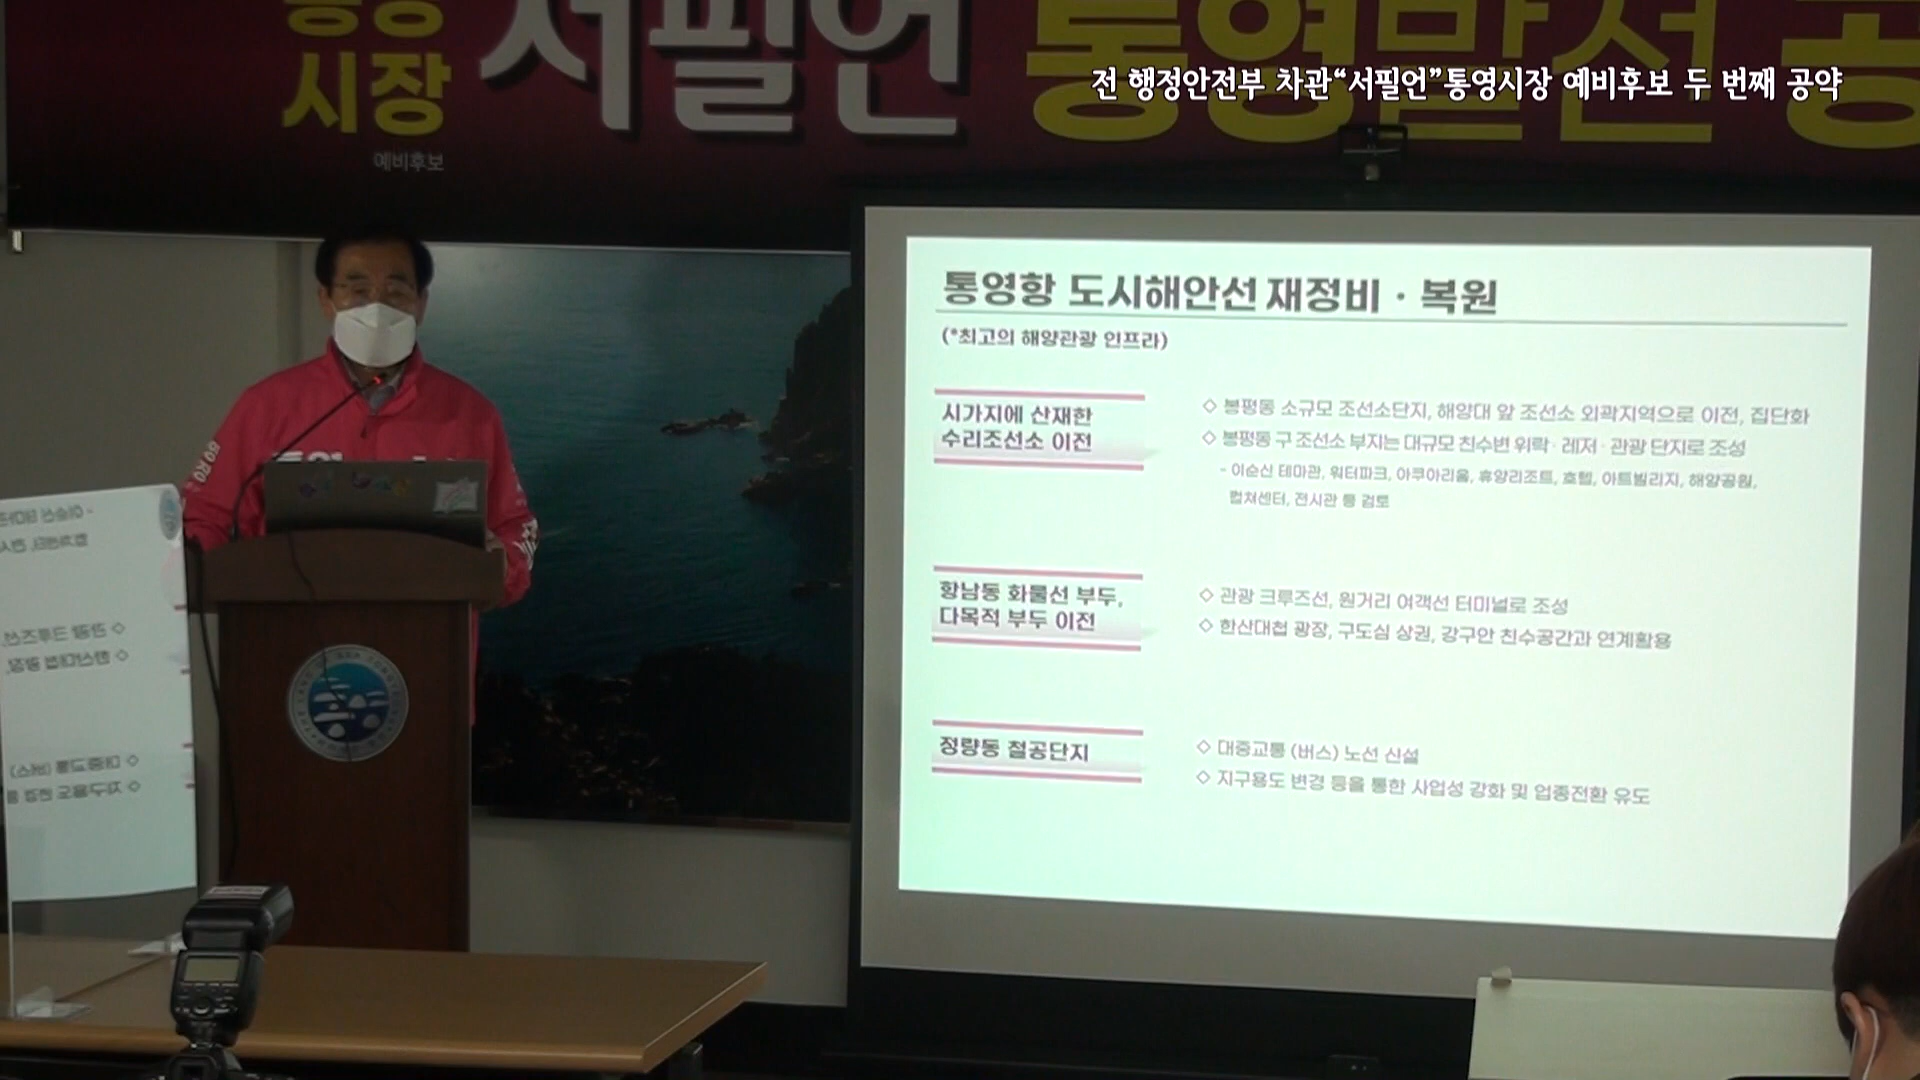 통영
시장
서필언
통영발전 공
예비후보
전 행정안전부 차관“서필언”통영시장 예비후보 두 번째 공약
통영항 도시해안선 재정비 · 복원
(*최고의 해양관광 인프라)
시가지에 산재한
수리조선소 이전
◇ 봉평동 소규모 조선소단지, 해양대 앞 조선소 외곽지역으로 이전, 집단화
◇ 봉평동 구 조선소 부지는 대규모 친수변 위락 · 레저 · 관광 단지로 조성
- 이순신 테마관, 워터파크, 아쿠아리움, 휴양리조트, 호텔, 아트빌리지, 해양공원,
컬쳐센터, 전시관 등 검토
항남동 화물선 부두,
다목적 부두 이전
◇ 관광 크루즈선, 원거리 여객선 터미널로 조성
◇ 한산대첩 광장, 구도심 상권, 강구안 친수공간과 연계활용
정량동 철공단지
◇ 대중교통 (버스) 노선 신설
◇ 지구용도 변경 등을 통한 사업성 강화 및 업종전환 유도